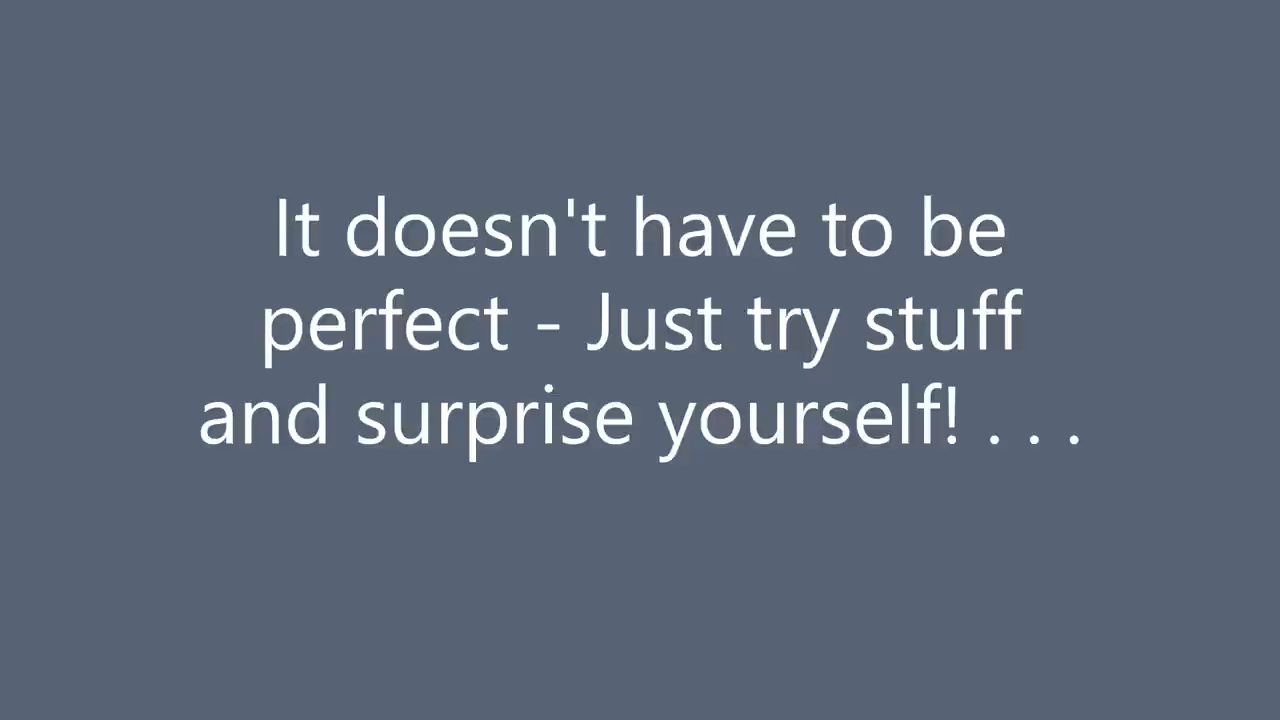 It doesn't have to be
perfect - Just try stuff
and surprise yourself! . . .